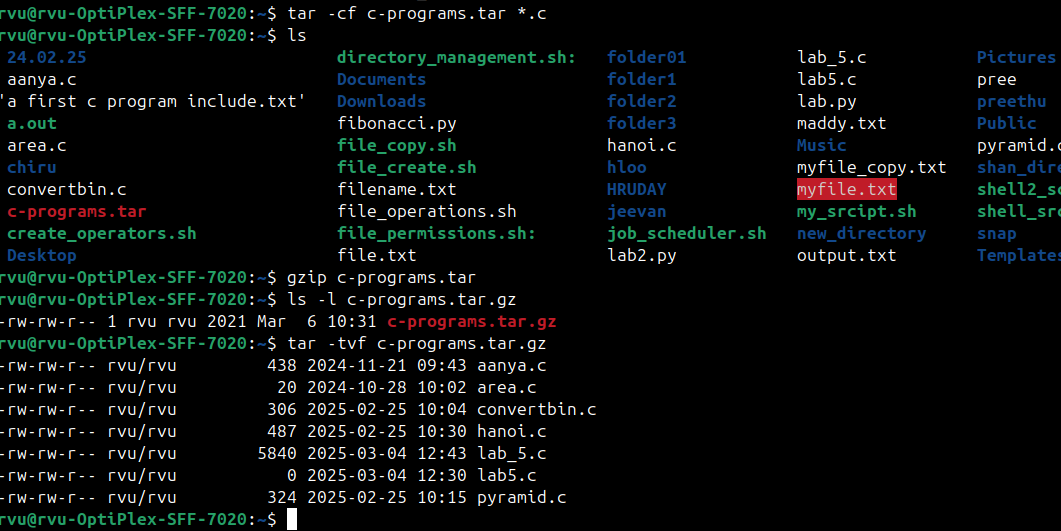 rvu@rvu-OptiPlex-SFF-7020:~$ tar -cf c-programs.tar *.c
rvu@rvu-OptiPlex-SFF-7020:~$ ls
24.02.25 directory_management.sh: folder01 lab_5.c Pictures
aanya.c Documents folder1 lab5.c pree
'a first c program include.txt' Downloads folder2 lab.py preethu
a.out fibonacci.py folder3 maddy.txt Public
area.c file_copy.sh hanoi.c Music pyramid.c
chiru file_create.sh hloo myfile_copy.txt shan_dire
convertbin.c filename.txt HRUDAY myfile.txt shell2_sc
c-programs.tar file_operations.sh jeevan my_srcipt.sh shell_src
create_operators.sh file_permissions.sh: job_scheduler.sh new_directory snap
Desktop file.txt lab2.py output.txt Templates
rvu@rvu-OptiPlex-SFF-7020:~$ gzip c-programs.tar
rvu@rvu-OptiPlex-SFF-7020:~$ ls -l c-programs.tar.gz
-rw-rw-r-- 1 rvu rvu 2021 Mar  6 10:31 c-programs.tar.gz
rvu@rvu-OptiPlex-SFF-7020:~$ tar -tvf c-programs.tar.gz
-rw-rw-r-- rvu/rvu 438 2024-11-21 09:43 aanya.c
-rw-rw-r-- rvu/rvu 20 2024-10-28 10:02 area.c
-rw-rw-r-- rvu/rvu 306 2025-02-25 10:04 convertbin.c
-rw-rw-r-- rvu/rvu 487 2025-02-25 10:30 hanoi.c
-rw-rw-r-- rvu/rvu 5840 2025-03-04 12:43 lab_5.c
-rw-rw-r-- rvu/rvu 0 2025-03-04 12:30 lab5.c
-rw-rw-r-- rvu/rvu 324 2025-02-25 10:15 pyramid.c
rvu@rvu-OptiPlex-SFF-7020:~$